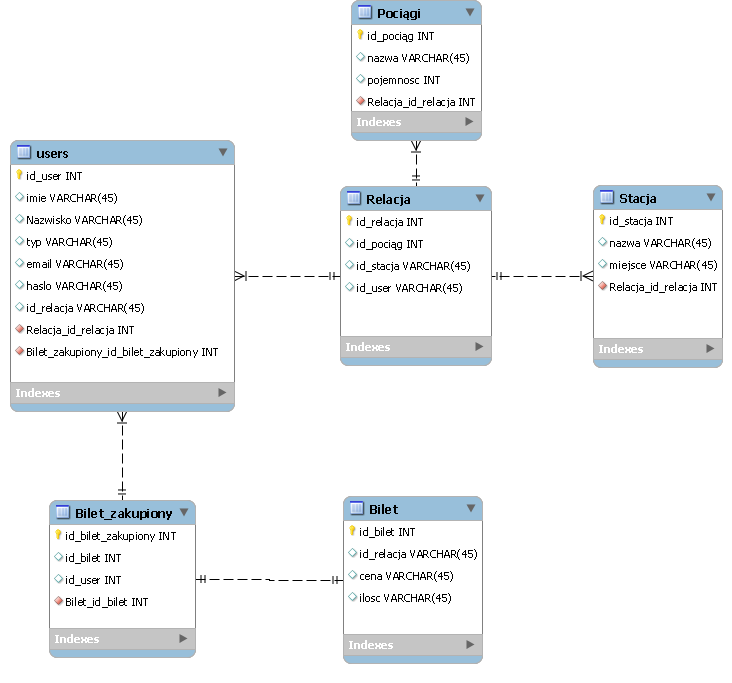 Pociągi
id_pociąg INT
nazwa VARCHAR(45)
pojemnosc INT
Relacja_id_relacja INT
Indexes
users
id_user INT
imie VARCHAR(45)
Nazwisko VARCHAR(45)
typ VARCHAR(45)
email VARCHAR(45)
haslo VARCHAR(45)
id_relacja VARCHAR(45)
Relacja_id_relacja INT
Bilet_zakupiony_id_bilet_zakupiony INT
Indexes
Relacja
id_relacja INT
id_pociąg INT
id_stacja VARCHAR(45)
id_user VARCHAR(45)
Indexes
Stacja
id_stacja INT
nazwa VARCHAR(45)
miejsce VARCHAR(45)
Relacja_id_relacja INT
Indexes
Bilet_zakupiony
id_bilet_zakupiony INT
id_bilet INT
id_user INT
Bilet_id_bilet INT
Indexes
Bilet
id_bilet INT
id_relacja VARCHAR(45)
cena VARCHAR(45)
ilosc VARCHAR(45)
Indexes